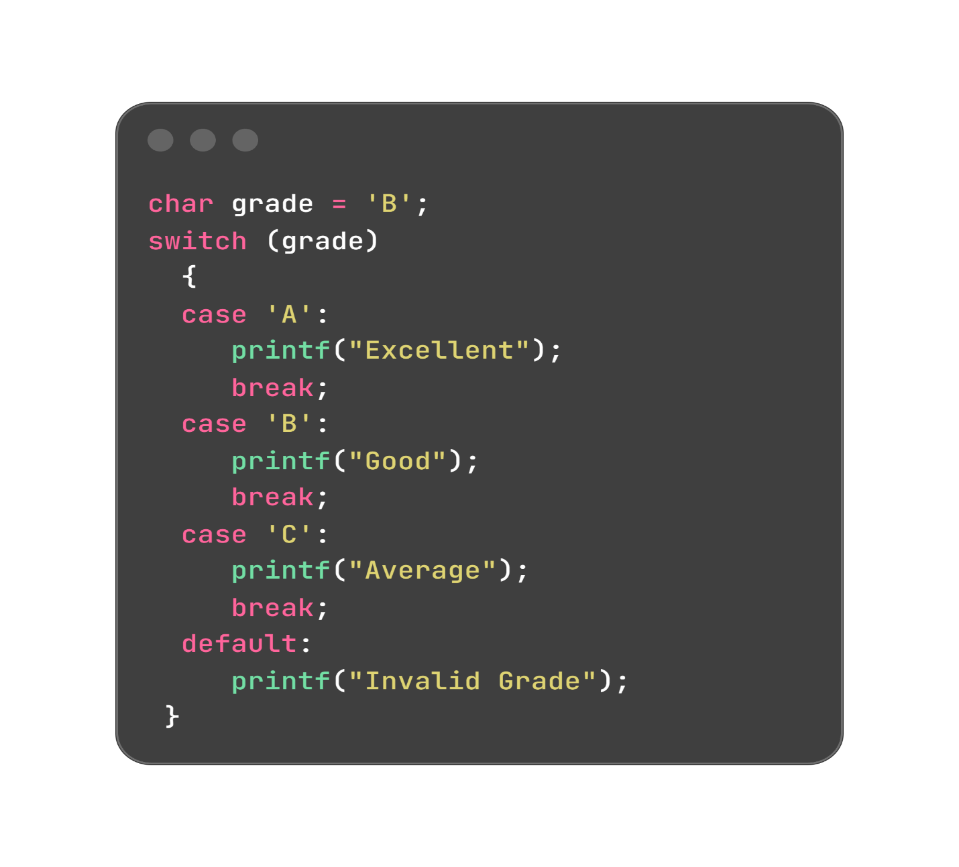 char grade = 'B';
switch (grade)
  {
  case 'A':
     printf("Excellent");
     break;
  case 'B':
     printf("Good");
     break;
  case 'C':
     printf("Average");
     break;
  default:
     printf("Invalid Grade");
 }